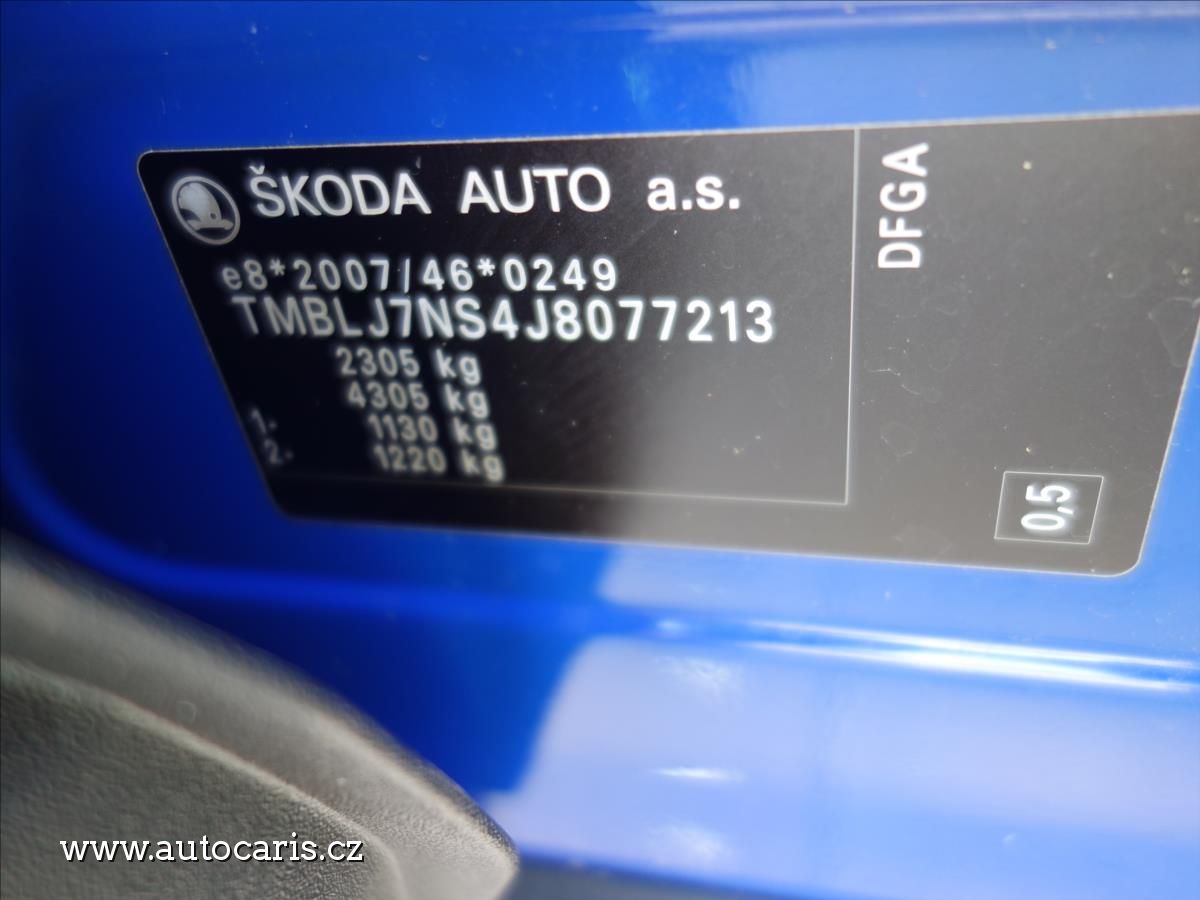 ŠKODA AUTO a.s.
e8*2007/46*0249
TMBLJ7NS4J8077213
2305 kg
4305 kg
1. 1130 kg
2. 1220 kg
DFGA
0,5
www.autocaris.cz